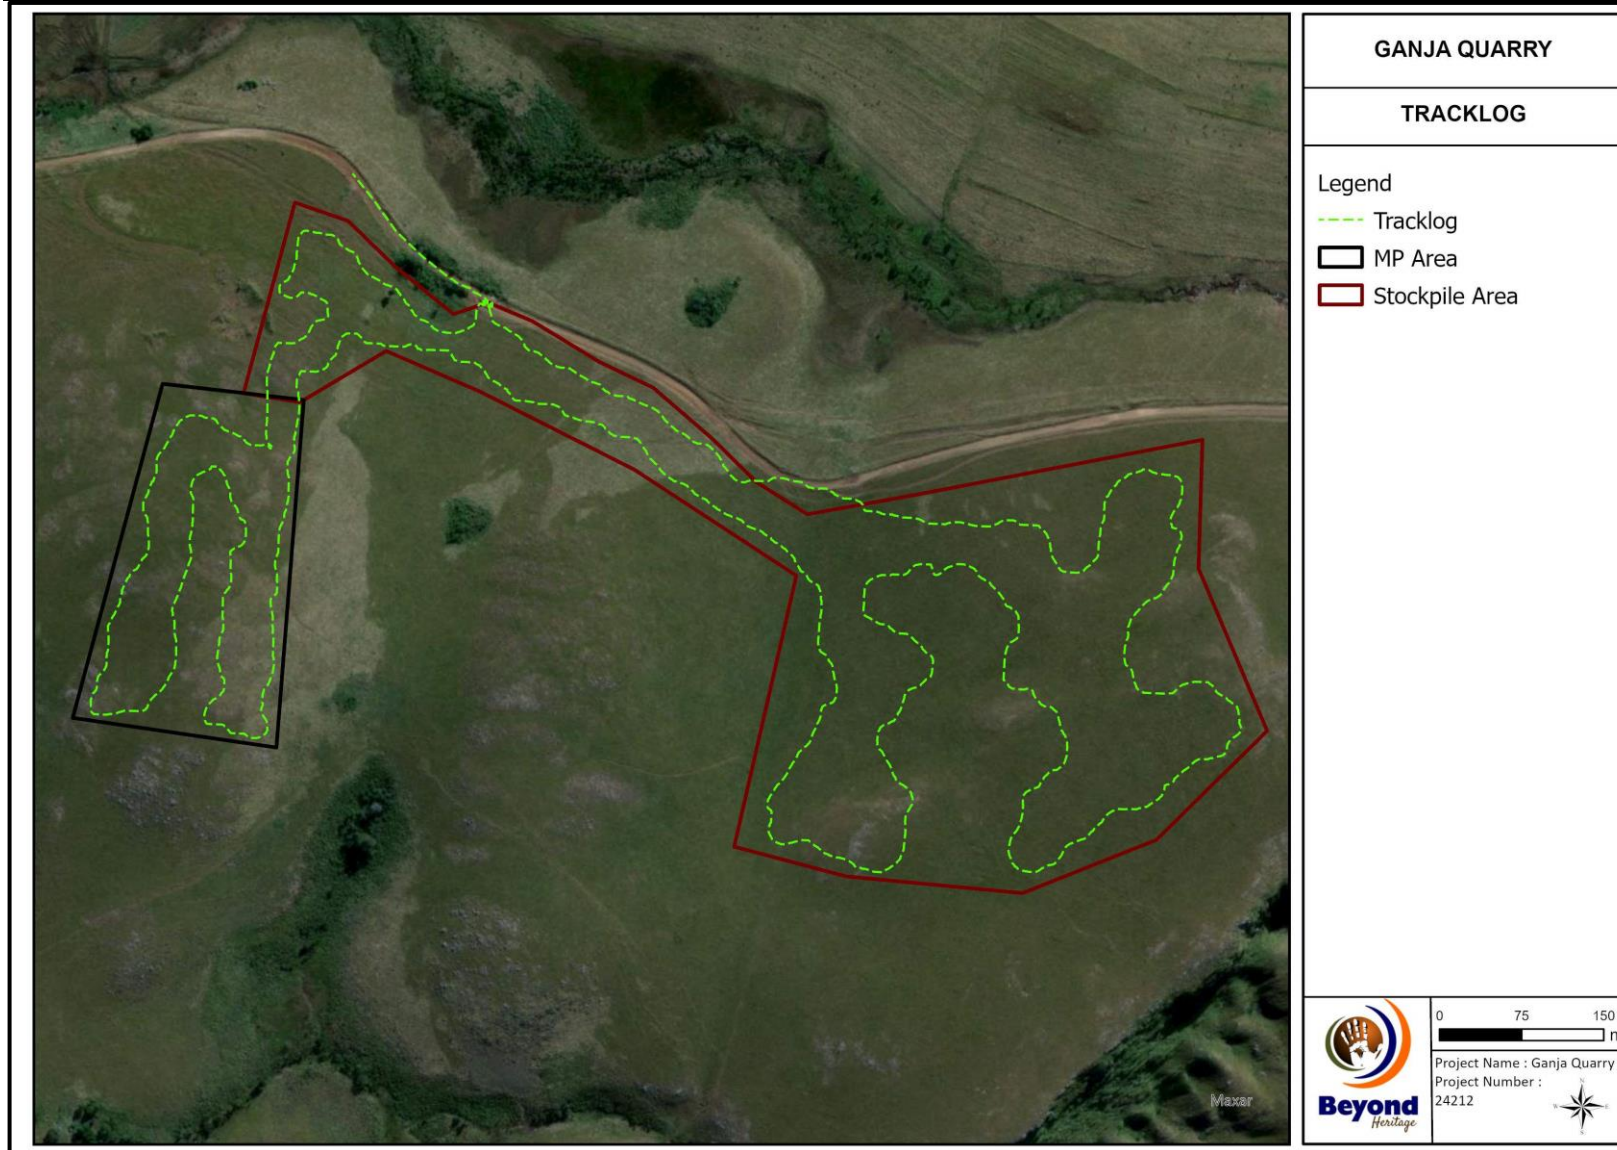 GANJA QUARRY
TRACKLOG
Legend
Tracklog
MP Area
Stockpile Area
Maxar
0 75 150
Project Name : Ganja Quarry
Project Number :
24212
Beyond
Heritage